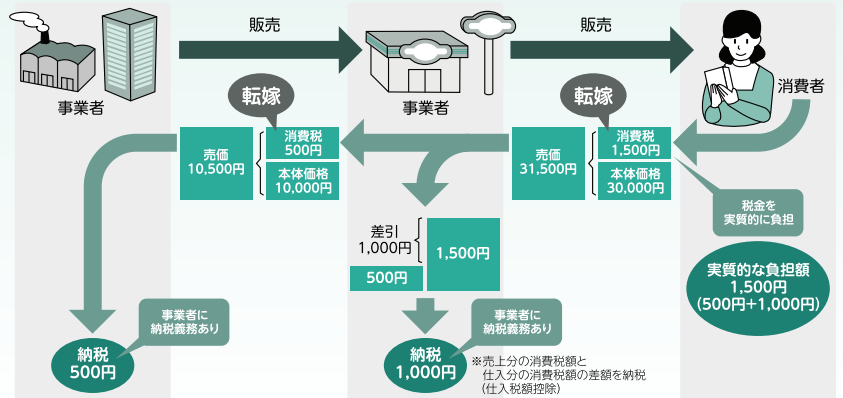 販売
販売
事業者
事業者
消費者
転嫁
転嫁
売価
10,500円
消費税
500円
本体価格
10,000円
売価
31,500円
消費税
1,500円
本体価格
30,000円
税金を
実質的に負担
差引
1,000円
500円
1,500円
実質的な負担額
1,500円
(500円+1,000円)
事業者に
納税義務あり
事業者に
納税義務あり
納税
500円
納税
1,000円
※売上分の消費税額と
仕入分の消費税額の差額を納税
(仕入税額控除)